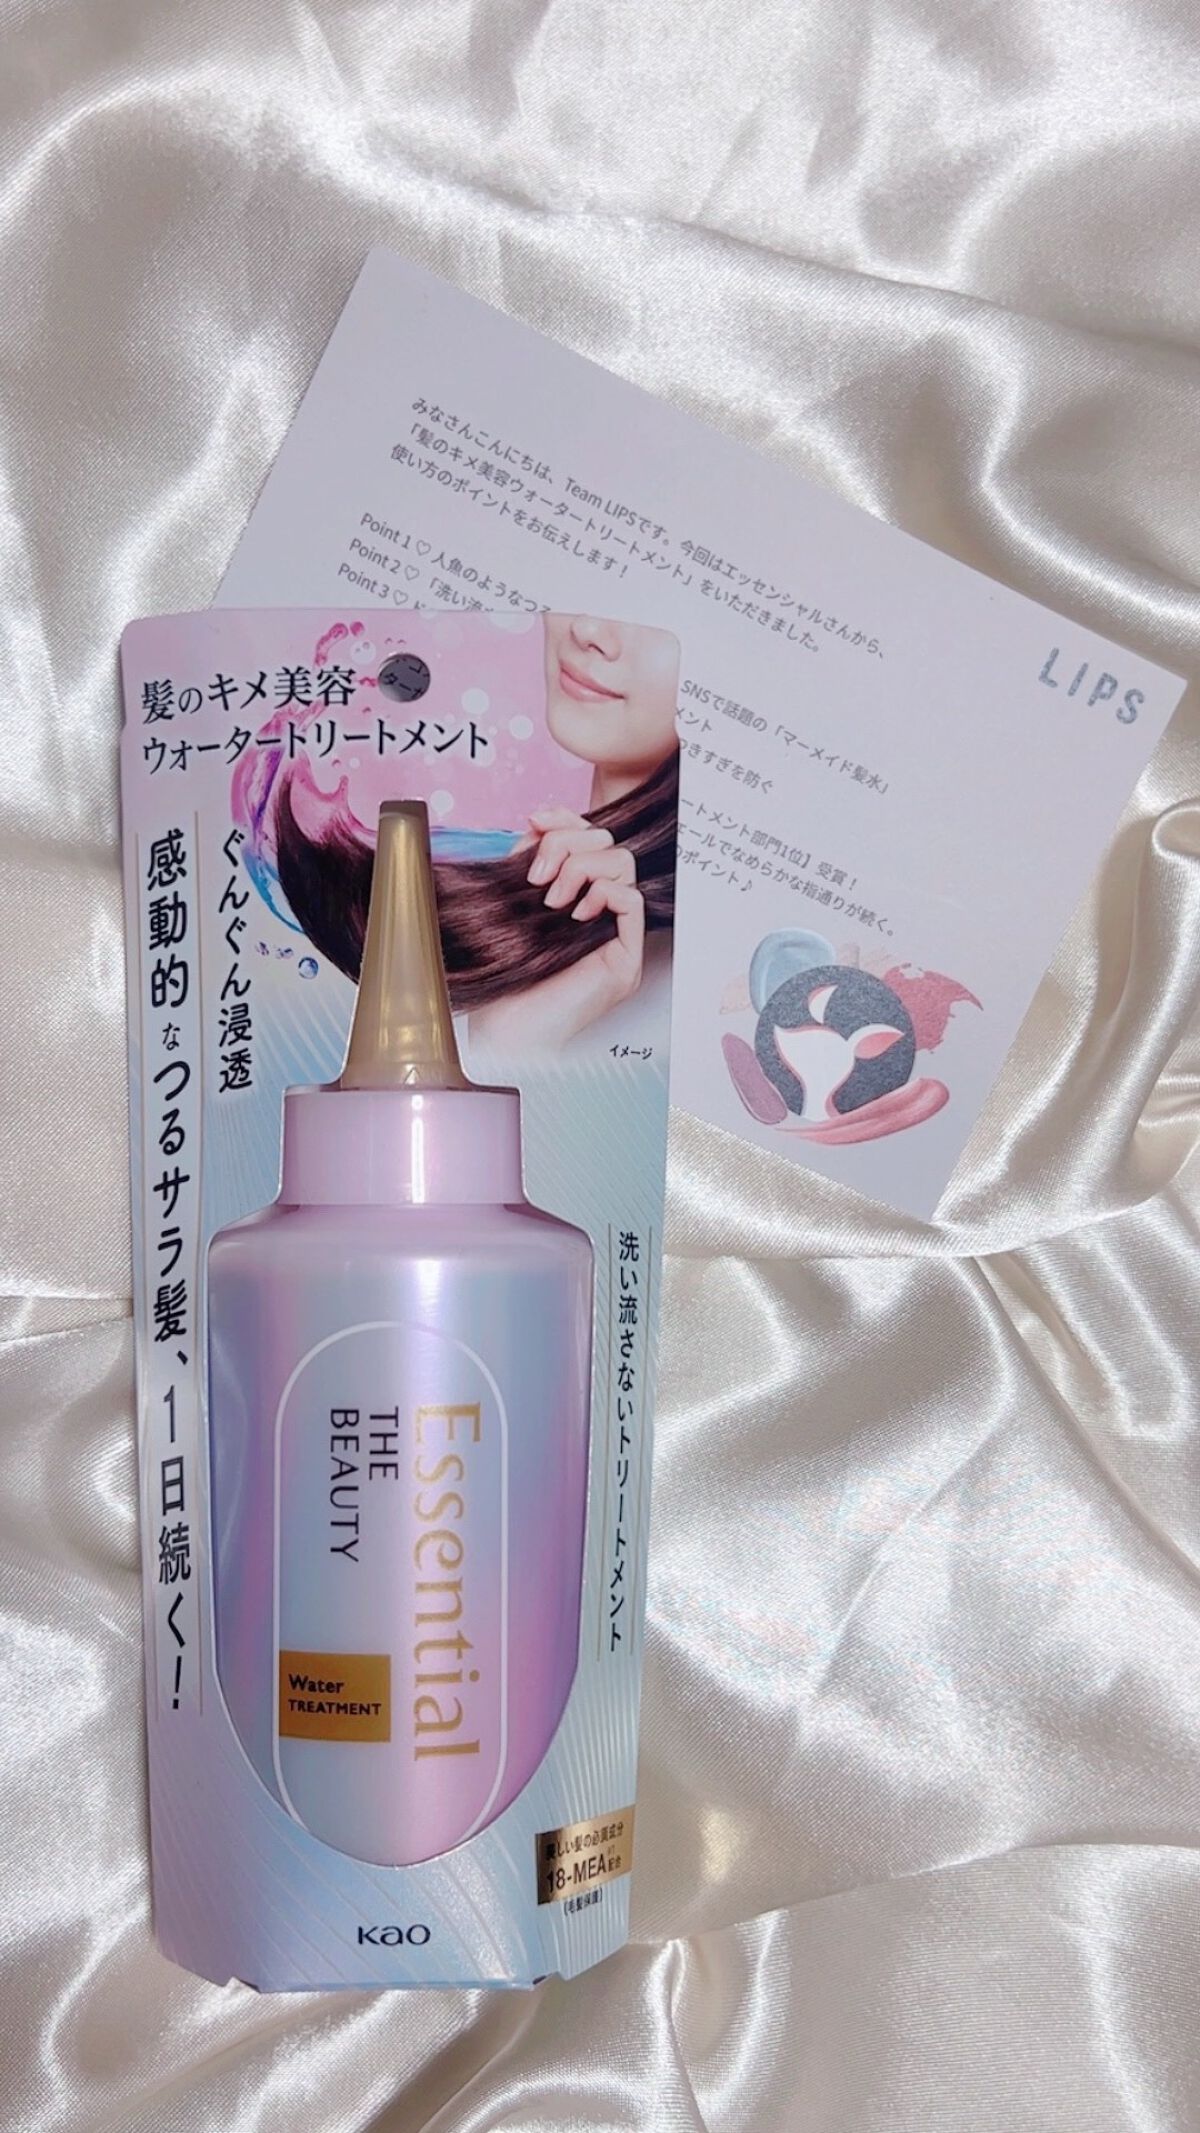 みなさんこんにちは、Team LIPSです。今回はエッセンシャルさんから、
「髪のキメ美容ウォータートリートメント」をいただきました。
使い方のポイントをお伝えします！
Point 1 ♡ 人魚のようなつる
Point 2 ♡ 「洗い流さ
Point 3 ♡
SNSで話題の「マーメイド髪水」
メント
つきすぎを防ぐ
ートメント部門1位】受賞！
エールでなめらかな指通りが続く。
のポイント♪
LIPS
髪のキメ美容
ウォータートリートメント
ぐんぐん浸透
感動的なつるサラ髪、1日続く！
イメージ
洗い流さないトリートメント
Essential
THE
BEAUTY
Water
TREATMENT
美しい髪の必須成分
18-MEA 配合
(毛髪保護)
Kao